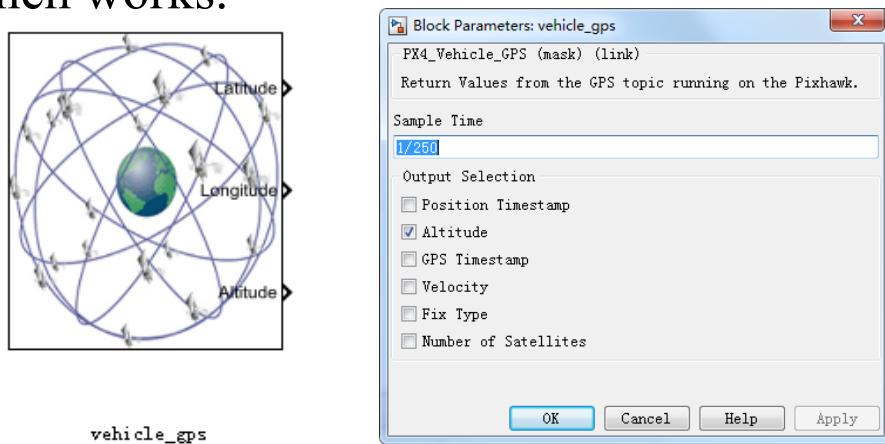 works.
Latitude
Longitude
Altitude
vehicle_gps
Block Parameters: vehicle_gps
PX4_Vehicle_GPS (mask) (link)
Return Values from the GPS topic running on the Pixhawk.
Sample Time
1/250
Output Selection
Position Timestamp
Altitude
GPS Timestamp
Velocity
Fix Type
Number of Satellites
OK Cancel Help Apply